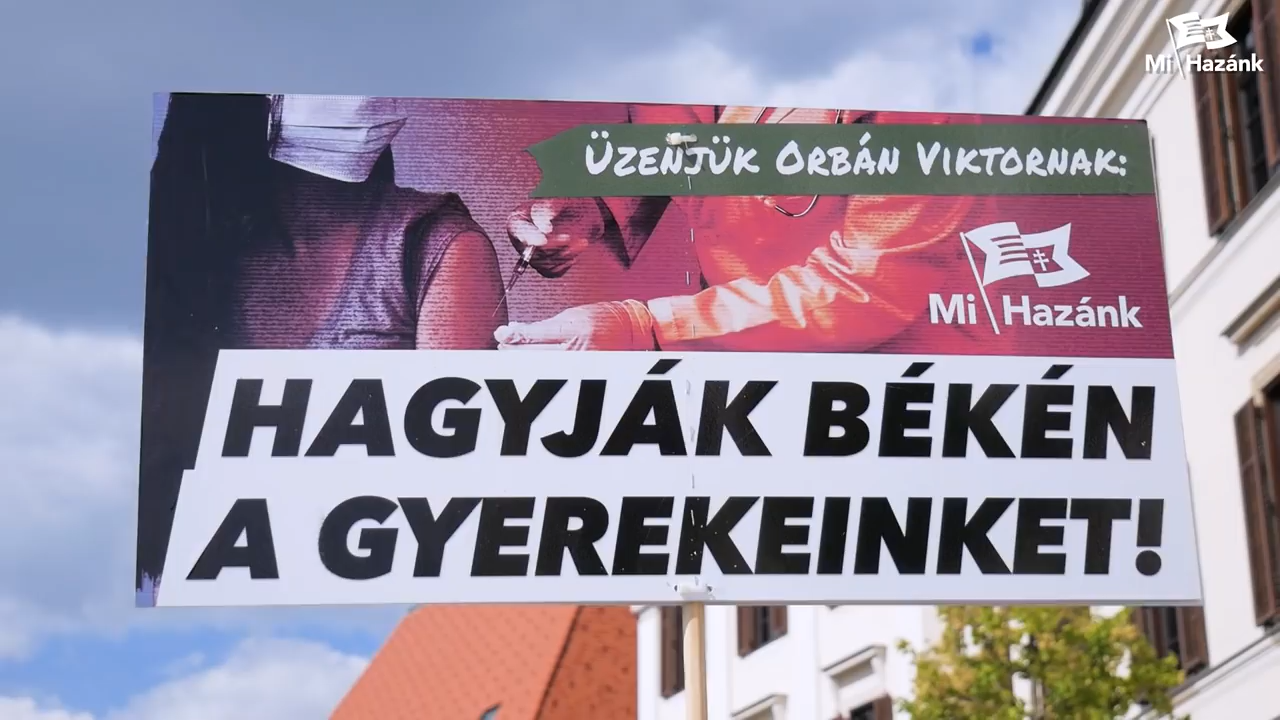 Mi Hazánk
Üzenjük Orbán Viktornak:
Mi Hazánk
HAGYJÁK BÉKÉN
A GYEREKEINKET!